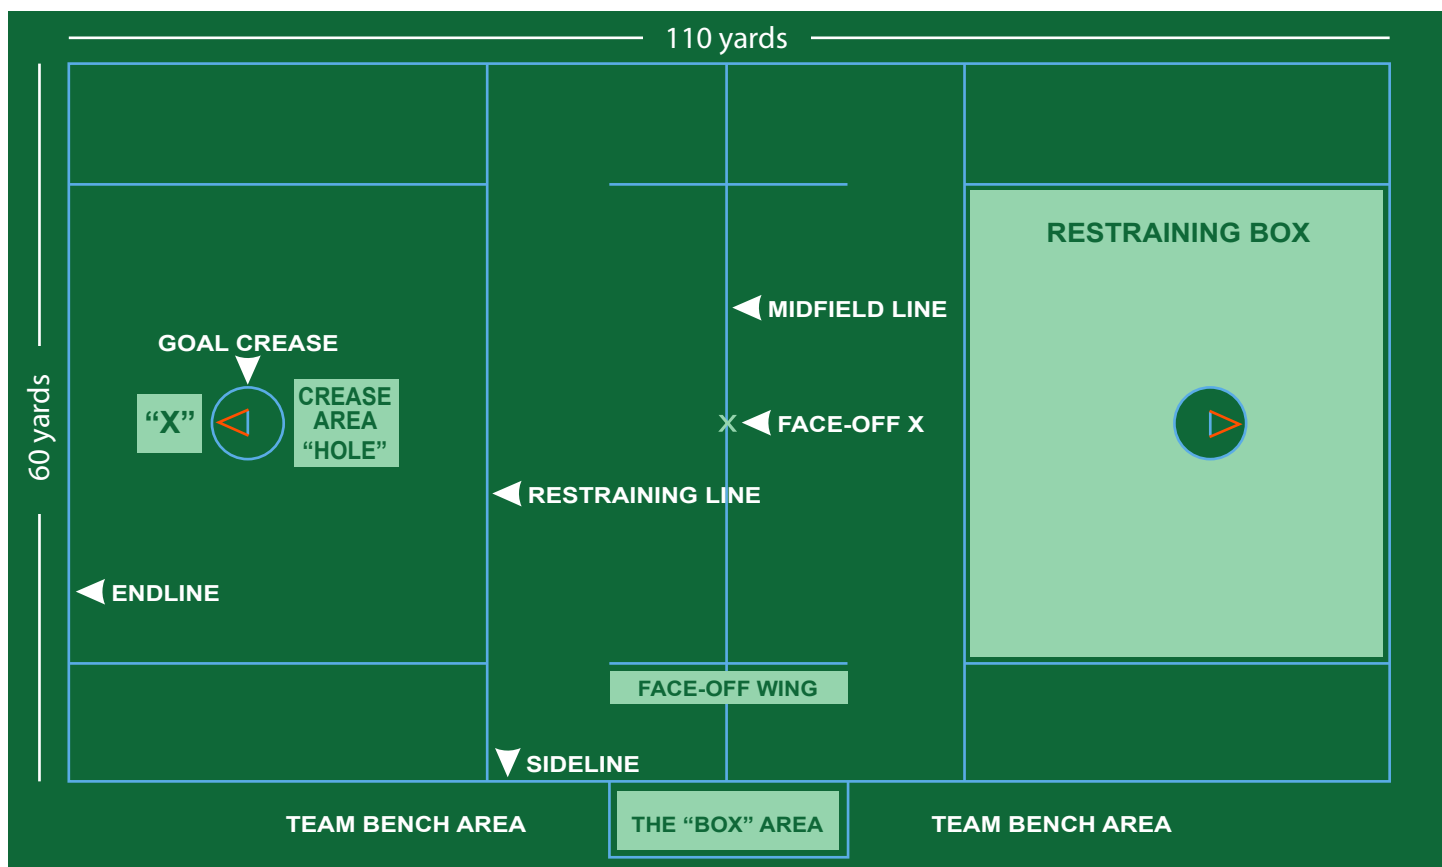 110 yards
RESTRAINING BOX
MIDFIELD LINE
GOAL CREASE
60 yards
“X”
CREASE
AREA
“HOLE”
X
FACE-OFF X
RESTRAINING LINE
ENDLINE
FACE-OFF WING
SIDELINE
TEAM BENCH AREA
THE “BOX” AREA
TEAM BENCH AREA